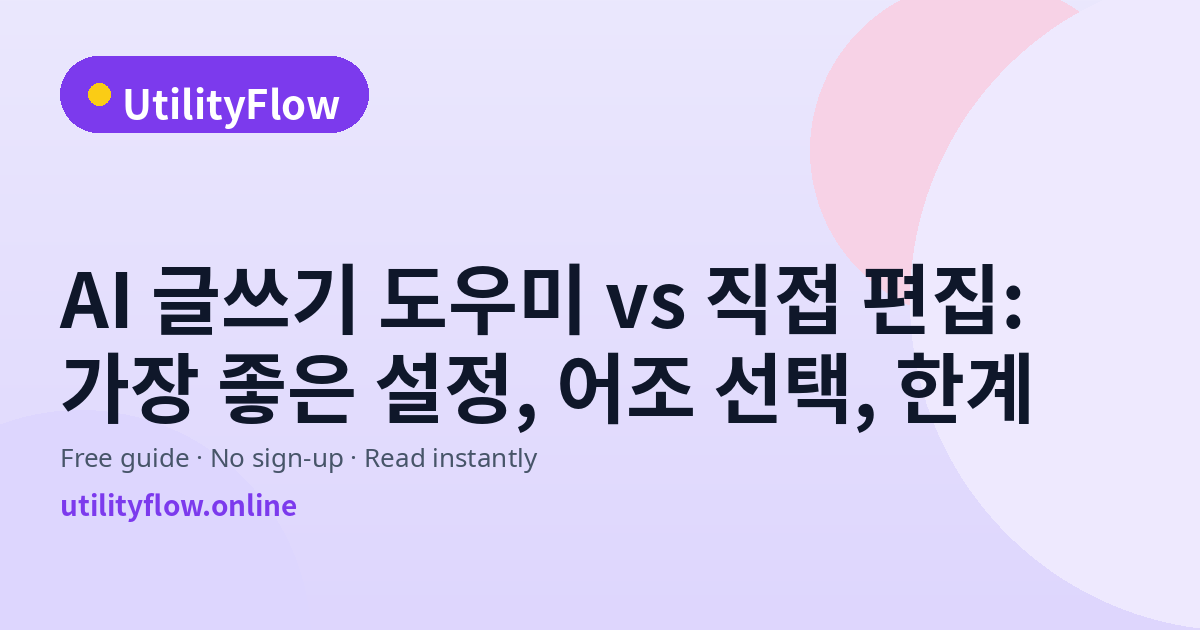 UtilityFlow
AI 글쓰기 도우미 vs 직접 편집:
가장 좋은 설정, 어조 선택, 한계
Free guide · No sign-up · Read instantly
utilityflow.online